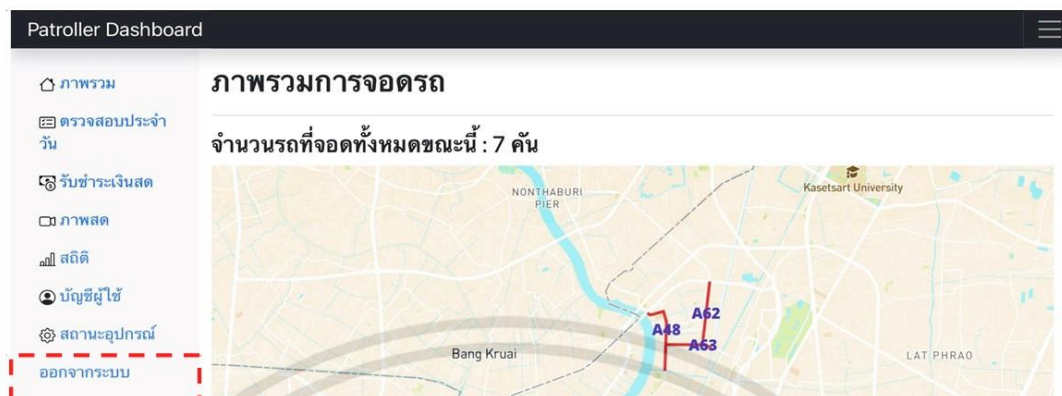 Patroller Dashboard
ภาพรวม
ตรวจสอบประจำ
วัน
รับชำระเงินสด
ภาพสด
สถิติ
บัญชีผู้ใช้
สถานะอุปกรณ์
ออกจากระบบ
ภาพรวมการจอดรถ
จำนวนรถที่จอดทั้งหมดขณะนี้ : 7 คัน
NONTHABURI
PIER
Kasetsart University
A62
A48
A63
Bang Kruai
LAT PHRAO